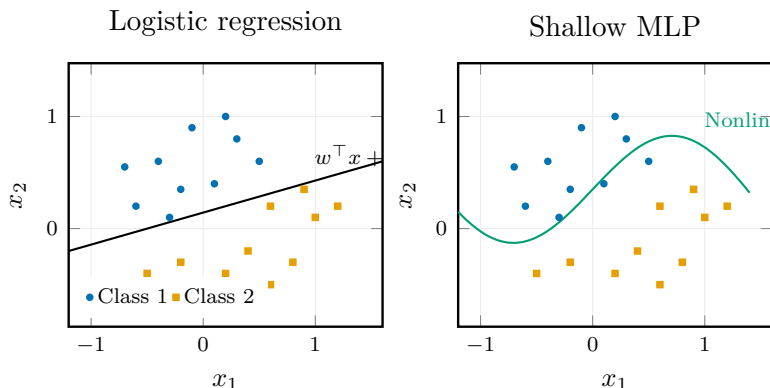 Logistic regression
1
0
x₂
w⊤x +
Class 1
Class 2
−1
0
1
x₁
Shallow MLP
1
0
x₂
Nonlin
−1
0
1
x₁